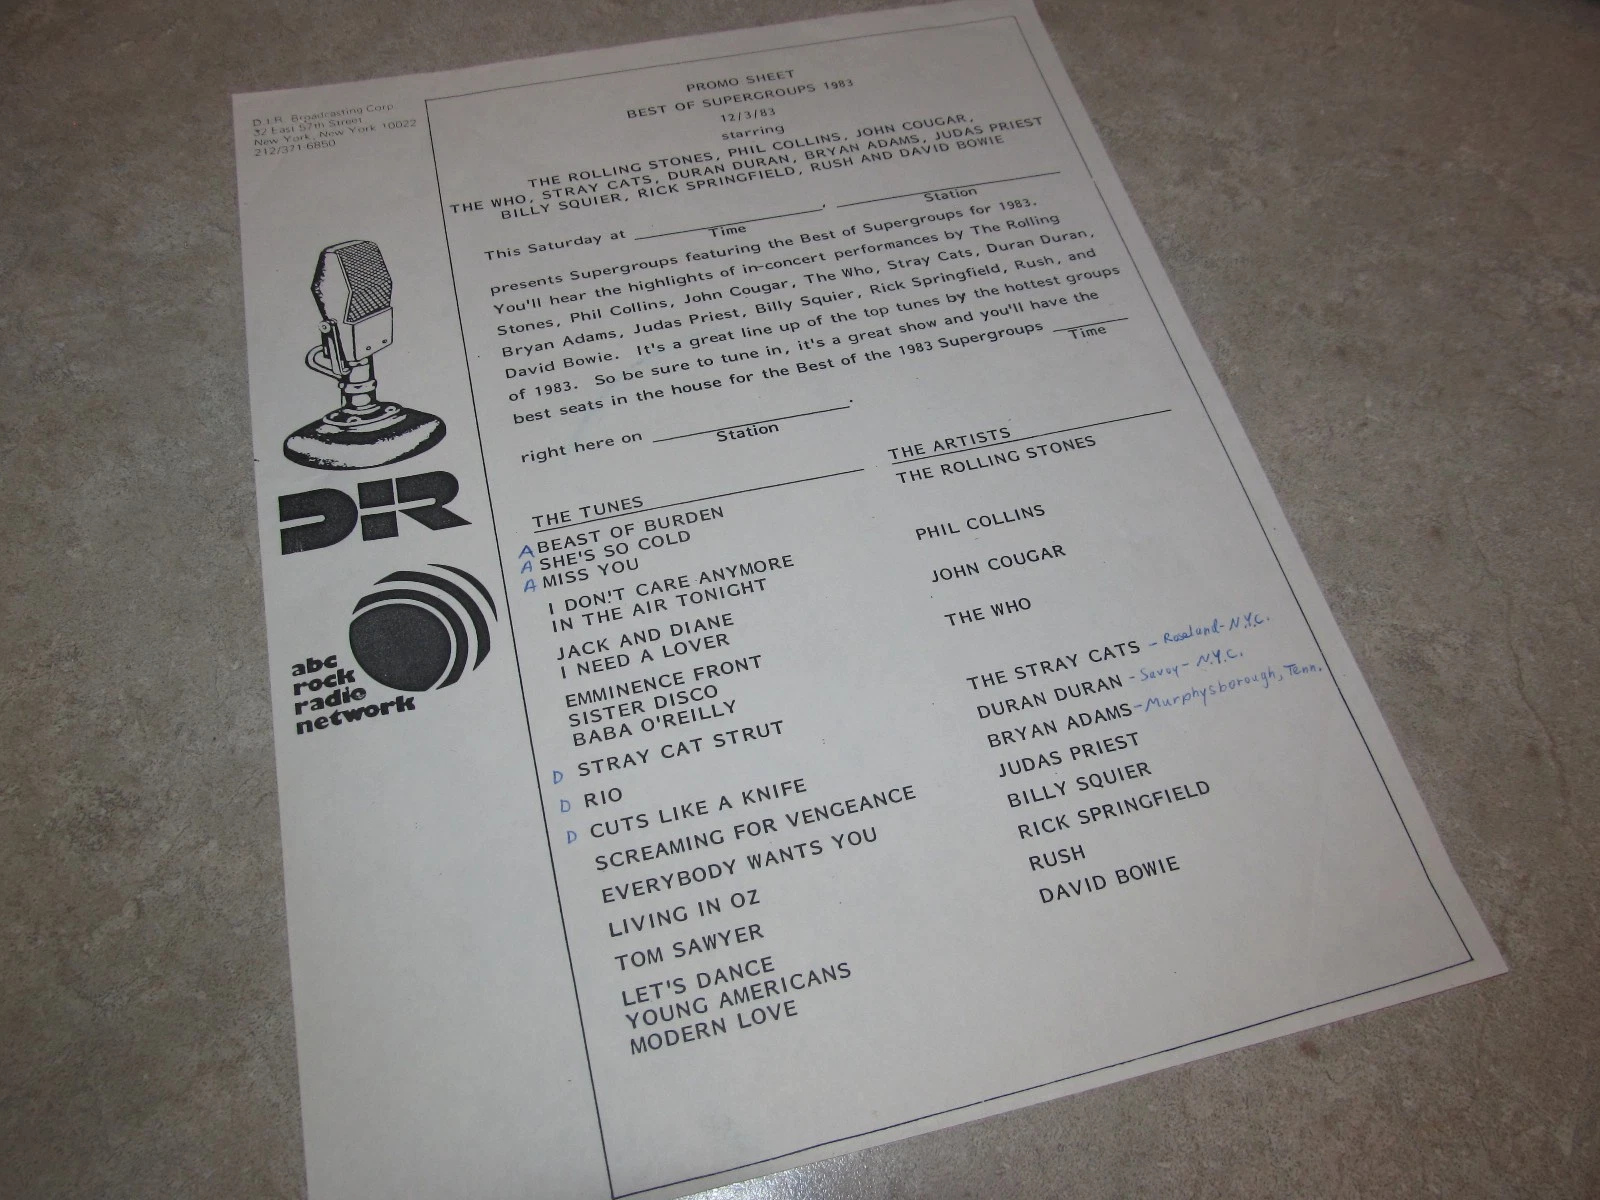 D.I.R. Broadcasting Corp.
32 East 57th Street
New York, New York 10022
212/371-6850
PROMO SHEET
BEST OF SUPERGROUPS 1983
12/3/83
starring
THE ROLLING STONES, PHIL COLLINS, JOHN COUGAR,
THE WHO, STRAY CATS, DURAN DURAN, BRYAN ADAMS, JUDAS PRIEST
BILLY SQUIER, RICK SPRINGFIELD, RUSH AND DAVID BOWIE
This Saturday at ________, ________
Time Station
presents Supergroups featuring the Best of Supergroups for 1983.
You'll hear the highlights of in-concert performances by The Rolling
Stones, Phil Collins, John Cougar, The Who, Stray Cats, Duran Duran,
Bryan Adams, Judas Priest, Billy Squier, Rick Springfield, Rush, and
David Bowie. It's a great line up of the top tunes by the hottest groups
of 1983. So be sure to tune in, it's a great show and you'll have the
best seats in the house for the Best of the 1983 Supergroups ________
Time
right here on ________.
Station
DIR
abc
rock
radio
network
THE TUNES
A BEAST OF BURDEN
A SHE'S SO COLD
A MISS YOU
I DON'T CARE ANYMORE
IN THE AIR TONIGHT
JACK AND DIANE
I NEED A LOVER
EMMINENCE FRONT
SISTER DISCO
BABA O'REILLY
D STRAY CAT STRUT
D RIO
D CUTS LIKE A KNIFE
SCREAMING FOR VENGEANCE
EVERYBODY WANTS YOU
LIVING IN OZ
TOM SAWYER
LET'S DANCE
YOUNG AMERICANS
MODERN LOVE
THE ARTISTS
THE ROLLING STONES
PHIL COLLINS
JOHN COUGAR
THE WHO
THE STRAY CATS - Roseland - N.Y.C.
DURAN DURAN - Savoy - N.Y.C.
BRYAN ADAMS - Murphysborough, Tenn.
JUDAS PRIEST
BILLY SQUIER
RICK SPRINGFIELD
RUSH
DAVID BOWIE